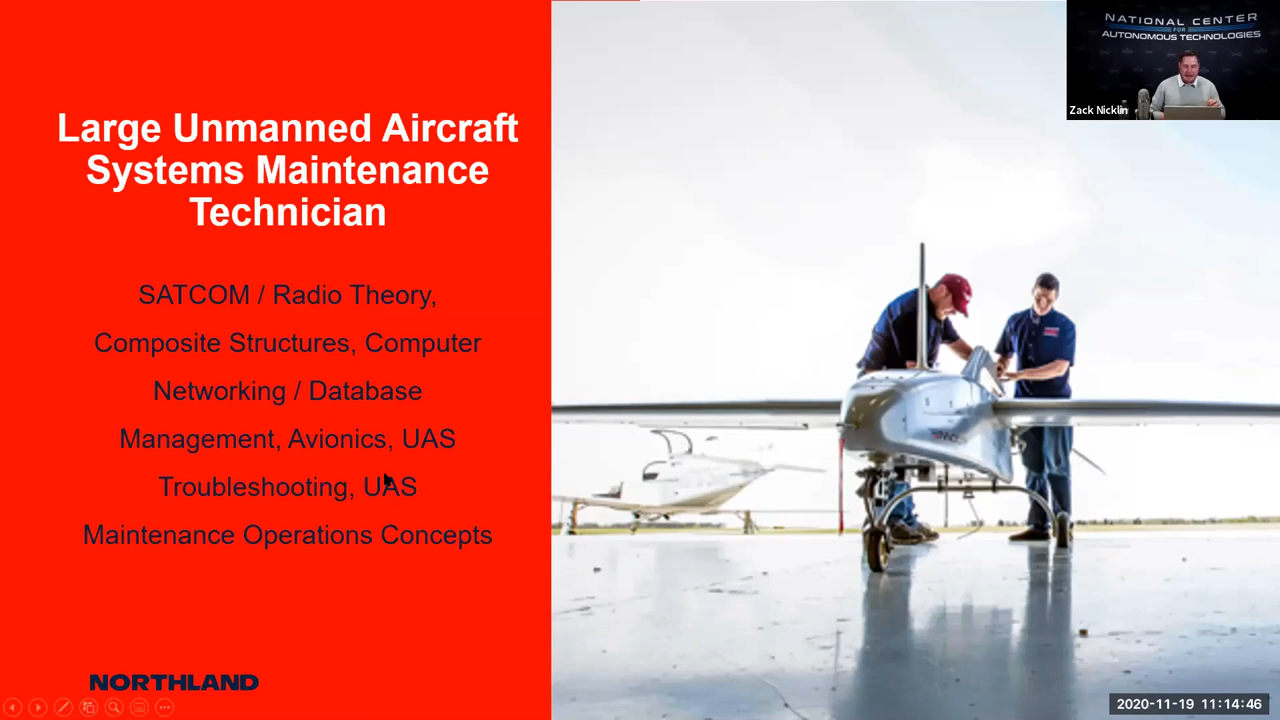 Large Unmanned Aircraft
Systems Maintenance
Technician
SATCOM / Radio Theory,
Composite Structures, Computer
Networking / Database
Management, Avionics, UAS
Troubleshooting, UAS
Maintenance Operations Concepts
NORTHLAND
NATIONAL CENTER
FOR
AUTONOMOUS TECHNOLOGIES
Zack Nicklin
2020-11-19 11:14:46